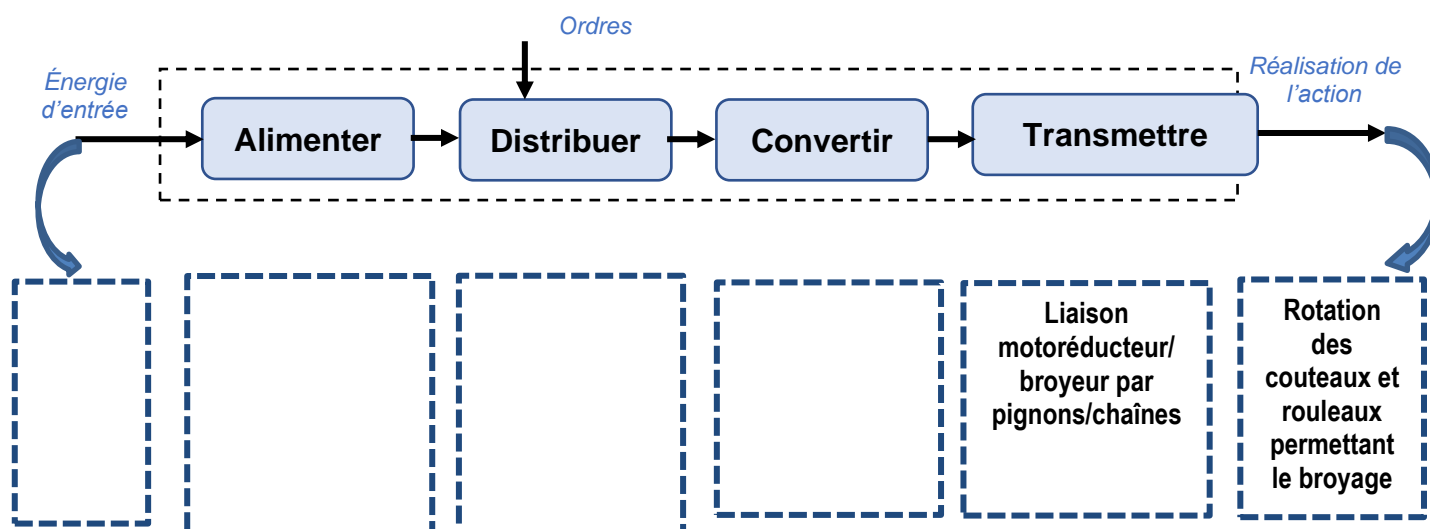 Ordres
Énergie
d’entrée
Réalisation de
l’action
Alimenter
Distribuer
Convertir
Transmettre
Liaison
motoréducteur/
broyeur par
pignons/chaînes
Rotation
des
couteaux et
rouleaux
permettant
le broyage